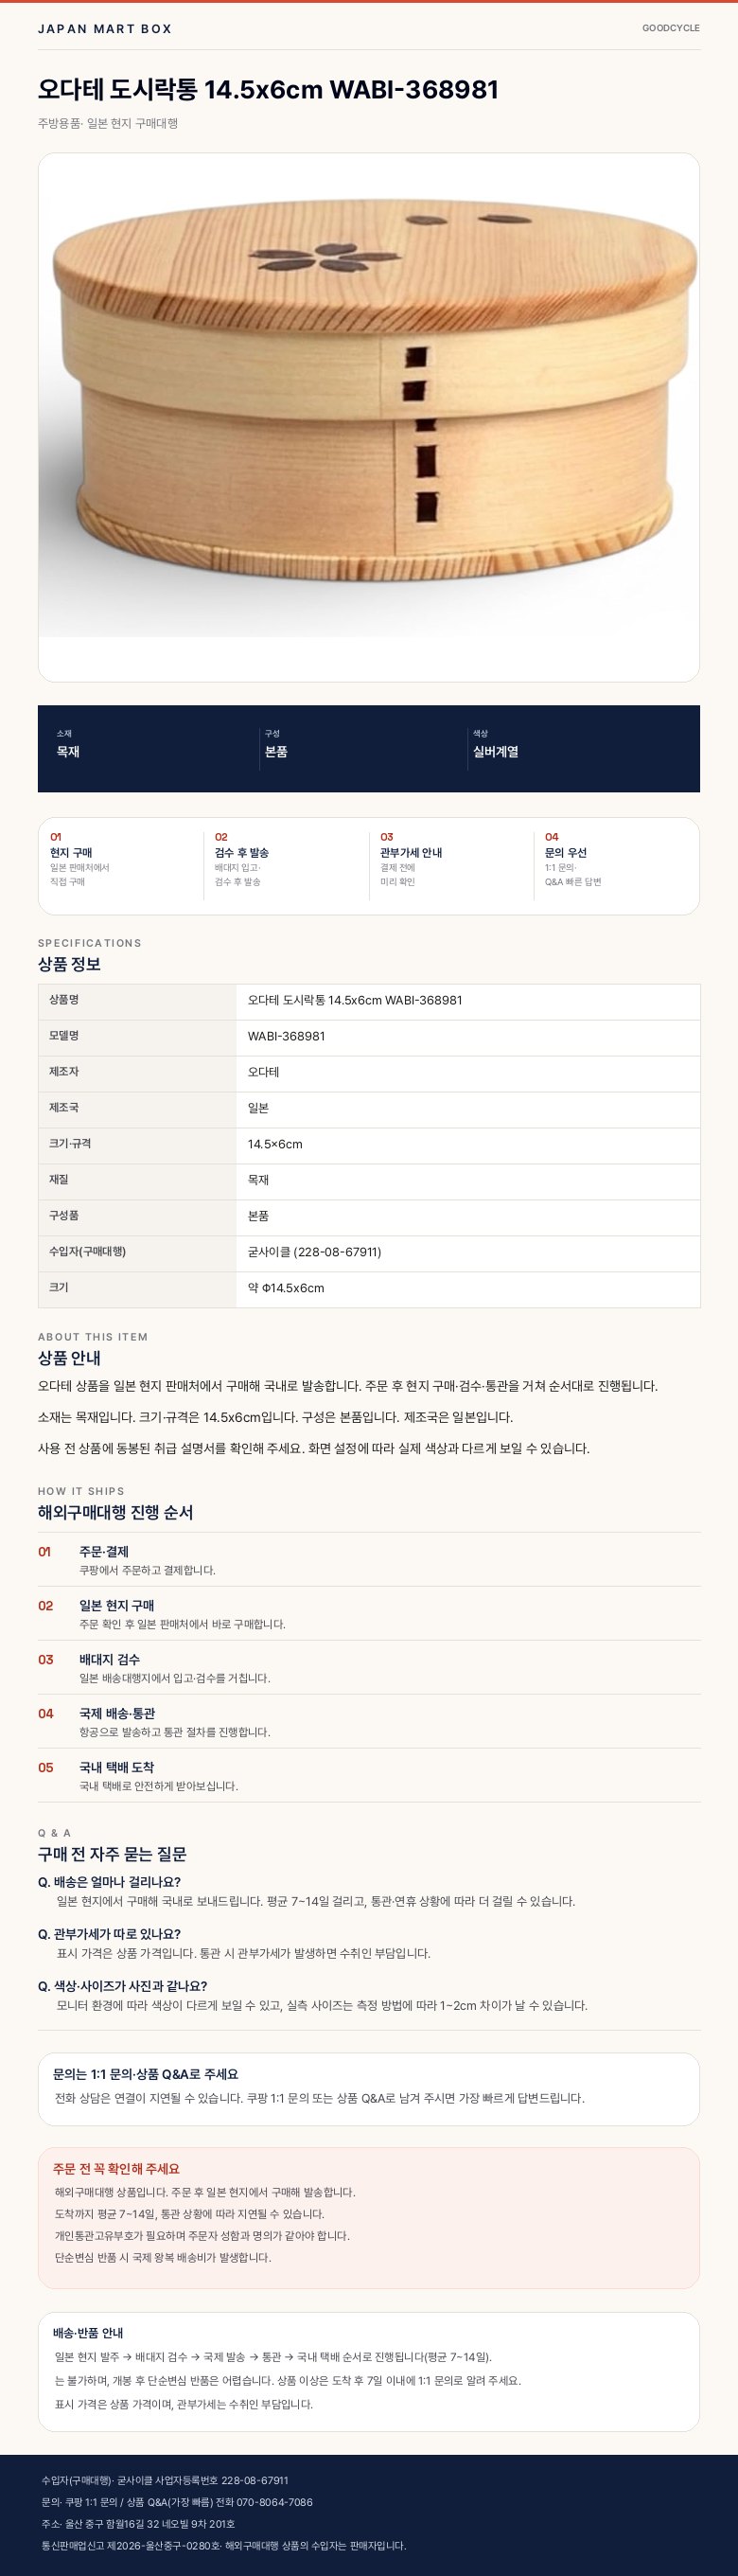 JAPAN MART BOX
GOODCYCLE
오다테 도시락통 14.5x6cm WABI-368981
주방용품· 일본 현지 구매대행
소재
목재
구성
본품
색상
실버계열
01
현지 구매
일본 판매처에서
직접 구매
02
검수 후 발송
배대지 입고·
검수 후 발송
03
관부가세 안내
결제 전에
미리 확인
04
문의 우선
1:1 문의·
Q&A 빠른 답변
SPECIFICATIONS
상품 정보
상품명 오다테 도시락통 14.5x6cm WABI-368981
모델명 WABI-368981
제조자 오다테
제조국 일본
크기·규격 14.5×6cm
재질 목재
구성품 본품
수입자(구매대행) 굳사이클 (228-08-67911)
크기 약 Φ14.5x6cm
ABOUT THIS ITEM
상품 안내
오다테 상품을 일본 현지 판매처에서 구매해 국내로 발송합니다. 주문 후 현지 구매·검수·통관을 거쳐 순서대로 진행됩니다.
소재는 목재입니다. 크기·규격은 14.5x6cm입니다. 구성은 본품입니다. 제조국은 일본입니다.
사용 전 상품에 동봉된 취급 설명서를 확인해 주세요. 화면 설정에 따라 실제 색상과 다르게 보일 수 있습니다.
HOW IT SHIPS
해외구매대행 진행 순서
01 주문·결제
쿠팡에서 주문하고 결제합니다.
02 일본 현지 구매
주문 확인 후 일본 판매처에서 바로 구매합니다.
03 배대지 검수
일본 배송대행지에서 입고·검수를 거칩니다.
04 국제 배송·통관
항공으로 발송하고 통관 절차를 진행합니다.
05 국내 택배 도착
국내 택배로 안전하게 받아보십니다.
Q & A
구매 전 자주 묻는 질문
Q. 배송은 얼마나 걸리나요?
일본 현지에서 구매해 국내로 보내드립니다. 평균 7~14일 걸리고, 통관·연휴 상황에 따라 더 걸릴 수 있습니다.
Q. 관부가세가 따로 있나요?
표시 가격은 상품 가격입니다. 통관 시 관부가세가 발생하면 수취인 부담입니다.
Q. 색상·사이즈가 사진과 같나요?
모니터 환경에 따라 색상이 다르게 보일 수 있고, 실측 사이즈는 측정 방법에 따라 1~2cm 차이가 날 수 있습니다.
문의는 1:1 문의·상품 Q&A로 주세요
전화 상담은 연결이 지연될 수 있습니다. 쿠팡 1:1 문의 또는 상품 Q&A로 남겨 주시면 가장 빠르게 답변드립니다.
주문 전 꼭 확인해 주세요
해외구매대행 상품입니다. 주문 후 일본 현지에서 구매해 발송합니다.
도착까지 평균 7~14일, 통관 상황에 따라 지연될 수 있습니다.
개인통관고유부호가 필요하며 주문자 성함과 명의가 같아야 합니다.
단순변심 반품 시 국제 왕복 배송비가 발생합니다.
배송·반품 안내
일본 현지 발주 → 배대지 검수 → 국제 발송 → 통관 → 국내 택배 순서로 진행됩니다(평균 7~14일).
는 불가하며, 개봉 후 단순변심 반품은 어렵습니다. 상품 이상은 도착 후 7일 이내에 1:1 문의로 알려 주세요.
표시 가격은 상품 가격이며, 관부가세는 수취인 부담입니다.
수입자(구매대행)· 굳사이클 사업자등록번호 228-08-67911
문의· 쿠팡 1:1 문의 / 상품 Q&A(가장 빠름) 전화 070-8064-7086
주소· 울산 중구 함월16길 32 네오빌 9차 201호
통신판매업신고 제2026-울산중구-0280호· 해외구매대행 상품의 수입자는 판매자입니다.